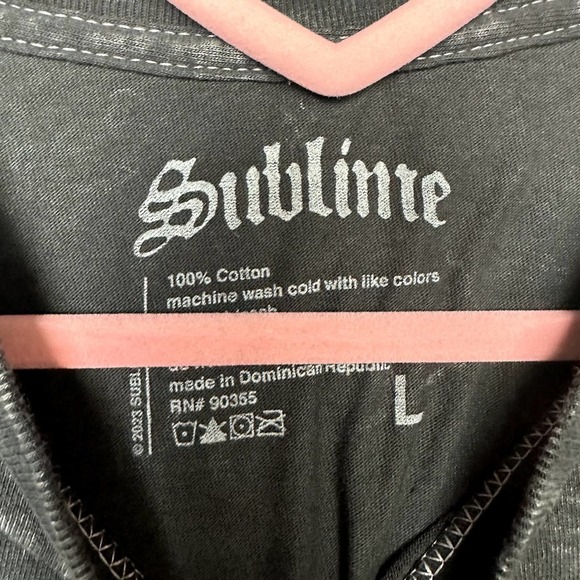 Sublime
100% Cotton
machine wash cold with like colors
made in Dominican Republic
RN# 90355
L
© 2023 SUBL